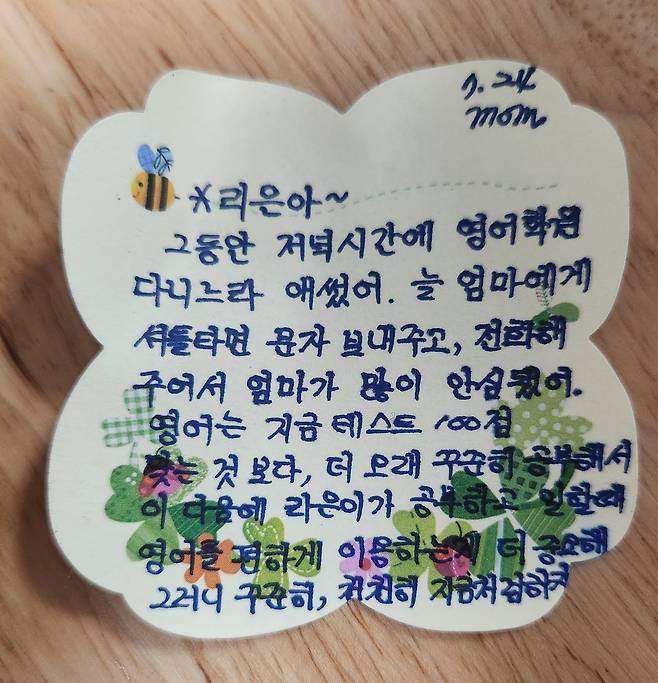 7. 24
mom
*리은아~
그동안 저녁시간에 영어학원
다니느라 애썼어. 늘 엄마에게
셔틀타면 문자 보내주고, 전화해
주어서 엄마가 많이 안심됐어.
영어는 지금 테스트 100점
맞는 것 보다, 더 오래 꾸준히 공부해서
이 다음에 리은이가 공부하고 일할때
영어를 편하게 이용하는게 더 중요해
그러니 꾸준히, 천천히 지금처럼하자